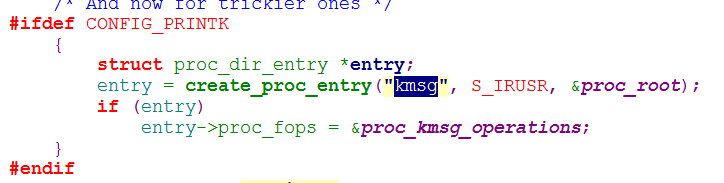 /* And now for trickier ones */
#ifdef CONFIG_PRINTK
{
struct proc_dir_entry *entry;
entry = create_proc_entry("kmsg", S_IRUSR, &proc_root);
if (entry)
entry->proc_fops = &proc_kmsg_operations;
}
#endif